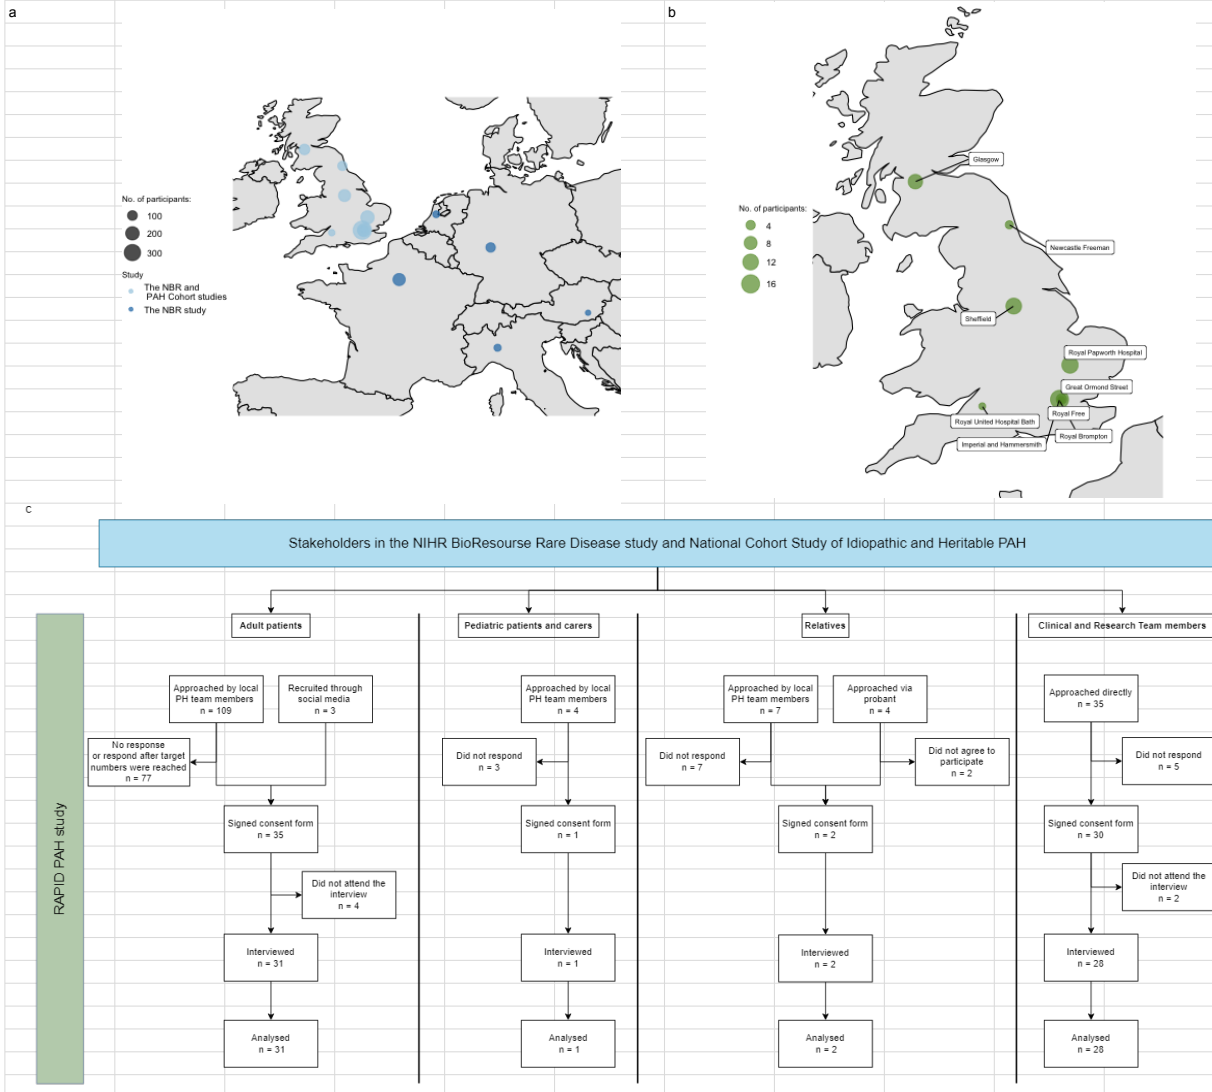 a
No. of participants:
100
200
300
Study
The NBR and
PAH Cohort studies
The NBR study
b
No. of participants:
4
8
12
16
Glasgow
Newcastle Freeman
Sheffield
Royal Papworth Hospital
Great Ormond Street
Royal Free
Royal United Hospital Bath
Royal Brompton
Imperial and Hammersmith
c
Stakeholders in the NIHR BioResourse Rare Disease study and National Cohort Study of Idiopathic and Heritable PAH
RAPID PAH study
Adult patients
Approached by local
PH team members
n = 109
Recruited through
social media
n = 3
No response
or respond after target
numbers were reached
n = 77
Signed consent form
n = 35
Did not attend the
interview
n = 4
Interviewed
n = 31
Analysed
n = 31
Pediatric patients and carers
Approached by local
PH team members
n = 4
Did not respond
n = 3
Signed consent form
n = 1
Interviewed
n = 1
Analysed
n = 1
Relatives
Approached by local
PH team members
n = 7
Approached via
probant
n = 4
Did not respond
n = 7
Did not agree to
participate
n = 2
Signed consent form
n = 2
Interviewed
n = 2
Analysed
n = 2
Clinical and Research Team members
Approached directly
n = 35
Did not respond
n = 5
Signed consent form
n = 30
Did not attend the
interview
n = 2
Interviewed
n = 28
Analysed
n = 28